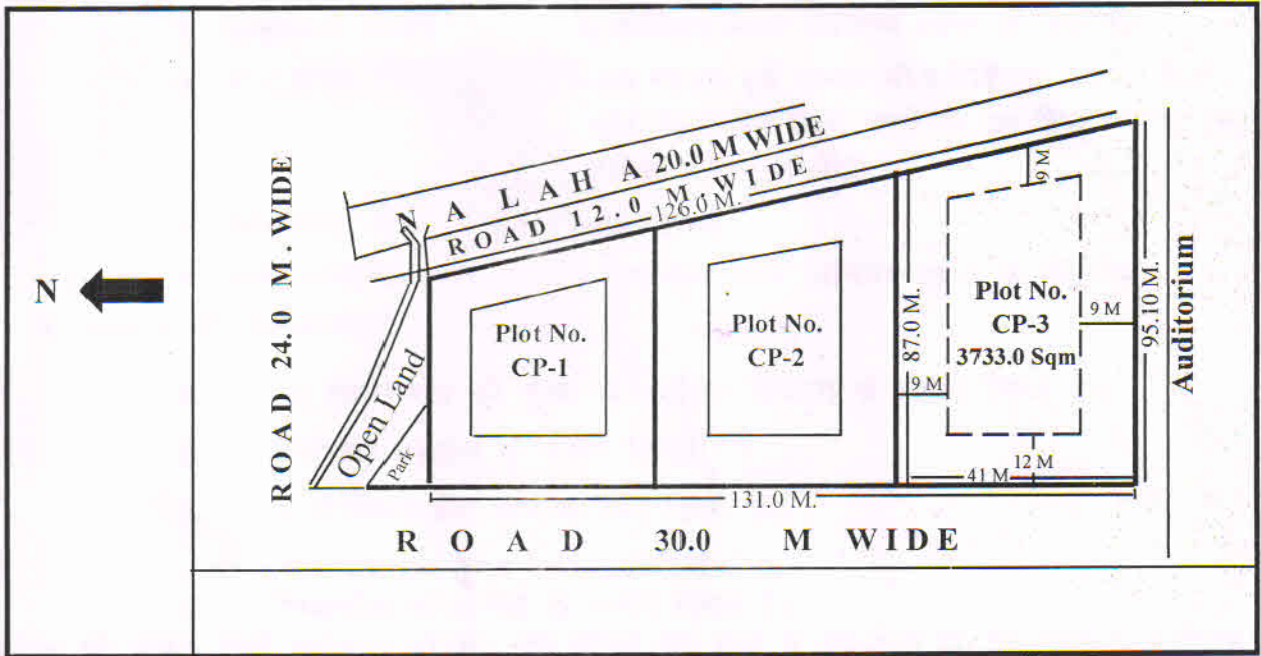 N
ROAD 24.0 M. WIDE
NALAHA 20.0 M WIDE
ROAD 12.0 M. WIDE
126.0 M.
Open Land
Park
Plot No.
CP-1
Plot No.
CP-2
87.0 M.
9 M
Plot No.
CP-3
3733.0 Sqm
9 M
9 M
12 M
41 M
95.10 M.
Auditorium
131.0 M.
ROAD 30.0 M WIDE